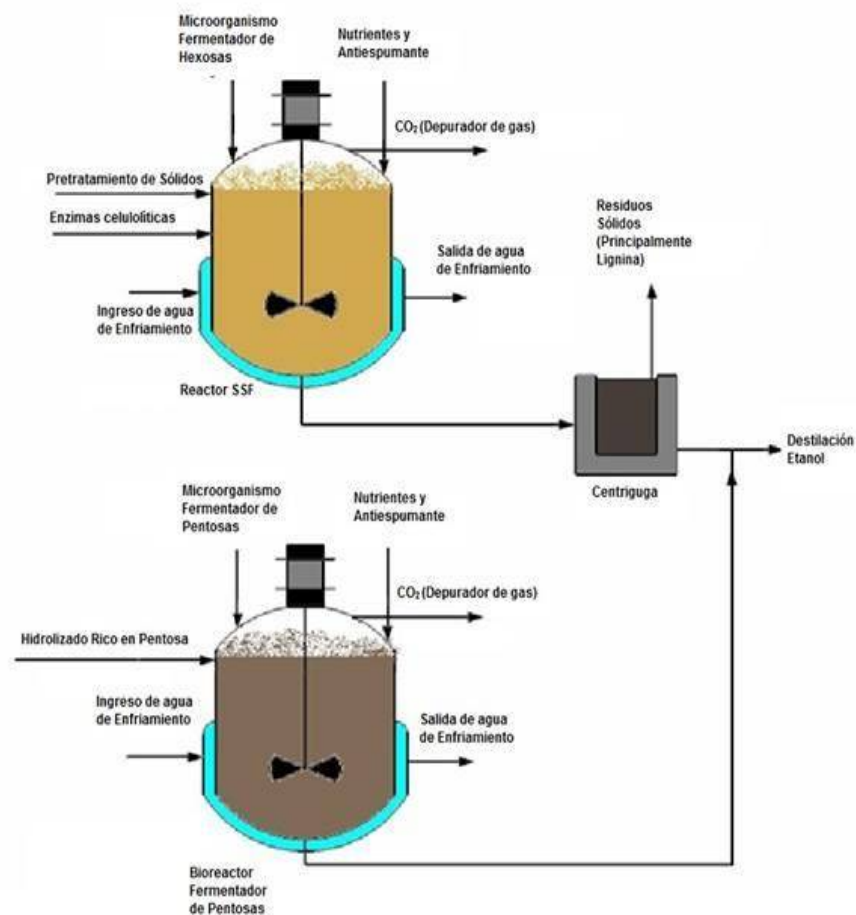 Microorganismo
Fermentador de
Hexosas
Nutrientes y
Antiespumante
CO₂ (Depurador de gas)
Pretratamiento de Sólidos
Enzimas celulolíticas
Residuos
Sólidos
(Principalmente
Lignina)
Salida de agua
de Enfriamiento
Ingreso de agua
de Enfriamiento
Reactor SSF
Destilación
Etanol
Centriguga
Microorganismo
Fermentador de
Pentosas
Nutrientes y
Antiespumante
CO₂ (Depurador de gas)
Hidrolizado Rico en Pentosa
Ingreso de agua
de Enfriamiento
Salida de agua
de Enfriamiento
Bioreactor
Fermentador
de Pentosas